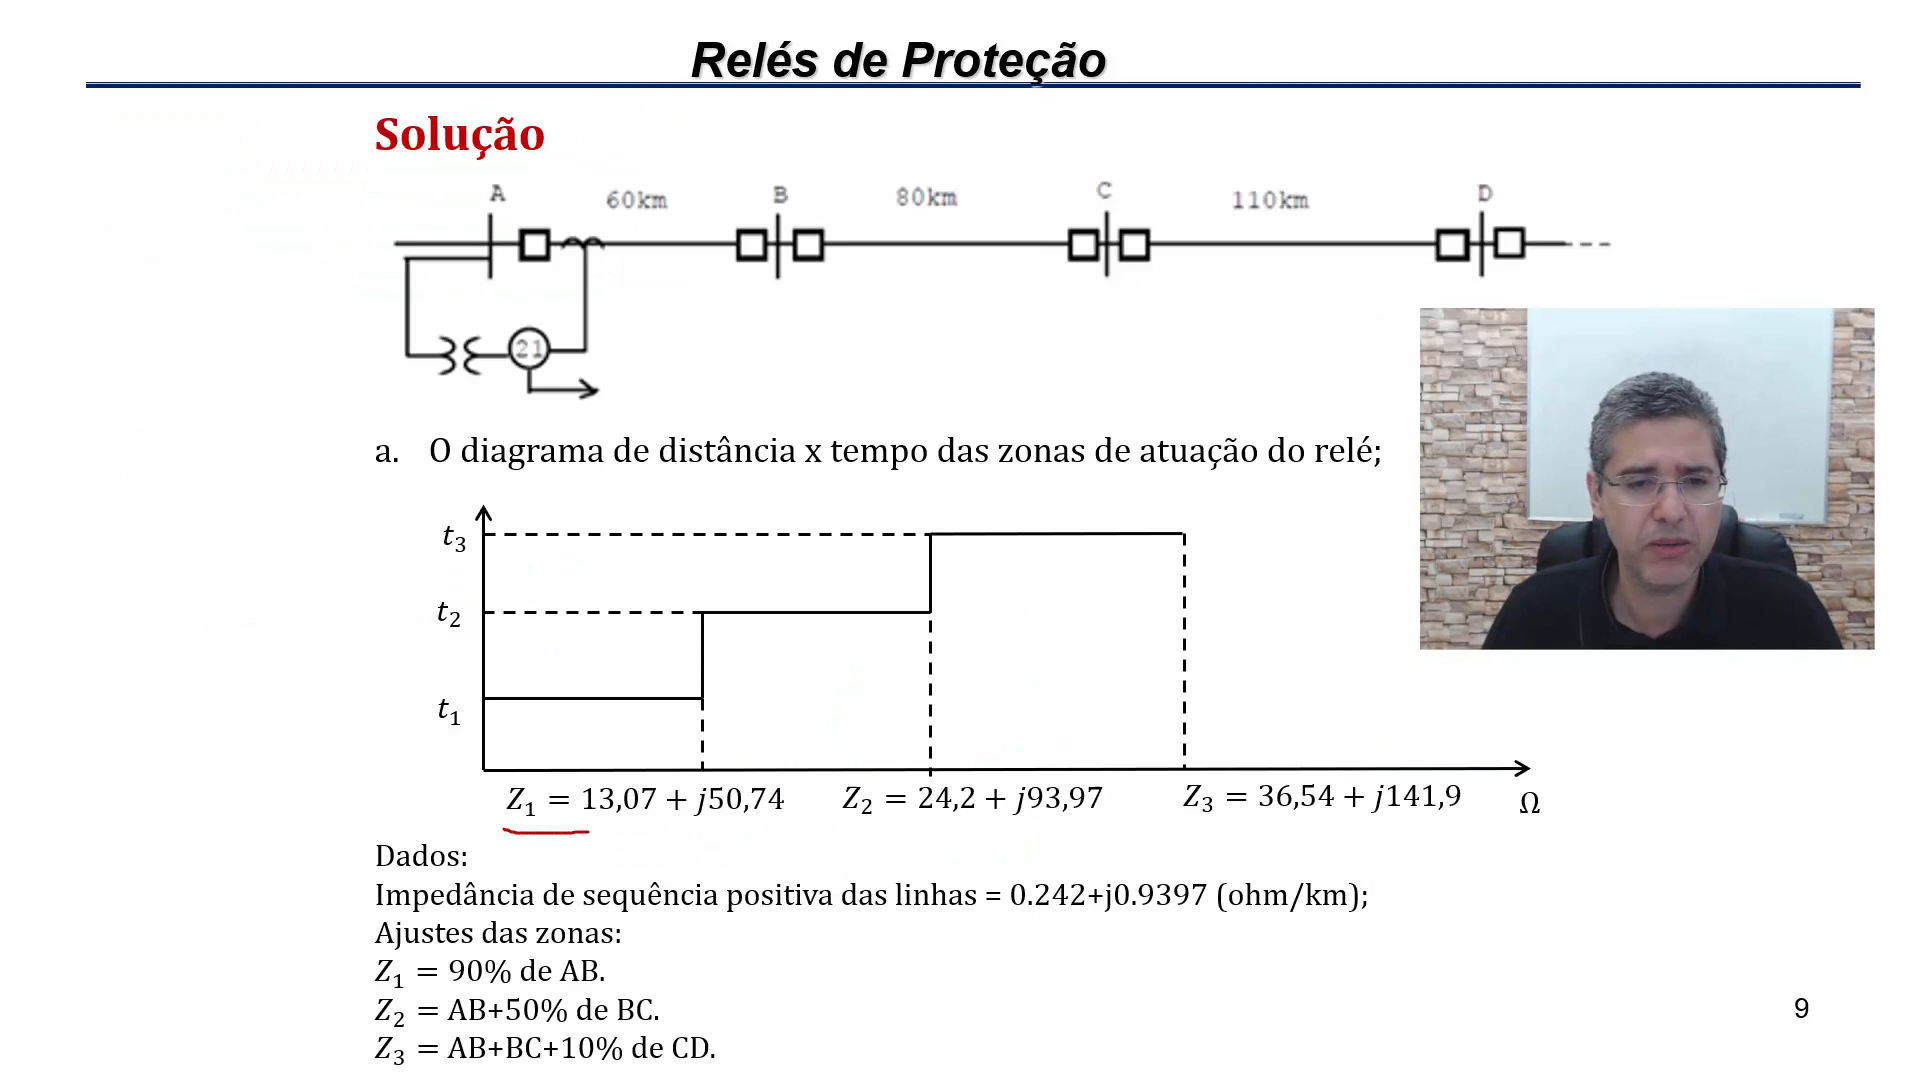 Relés de Proteção
Solução
A 60km B 80km C 110km D
21
a. O diagrama de distância x tempo das zonas de atuação do relé;
t₃
t₂
t₁
Z₁ = 13,07 + j50,74 Z₂ = 24,2 + j93,97 Z₃ = 36,54 + j141,9 Ω
Dados:
Impedância de sequência positiva das linhas = 0.242+j0.9397 (ohm/km);
Ajustes das zonas:
Z₁ = 90% de AB.
Z₂ = AB+50% de BC.
Z₃ = AB+BC+10% de CD.
9